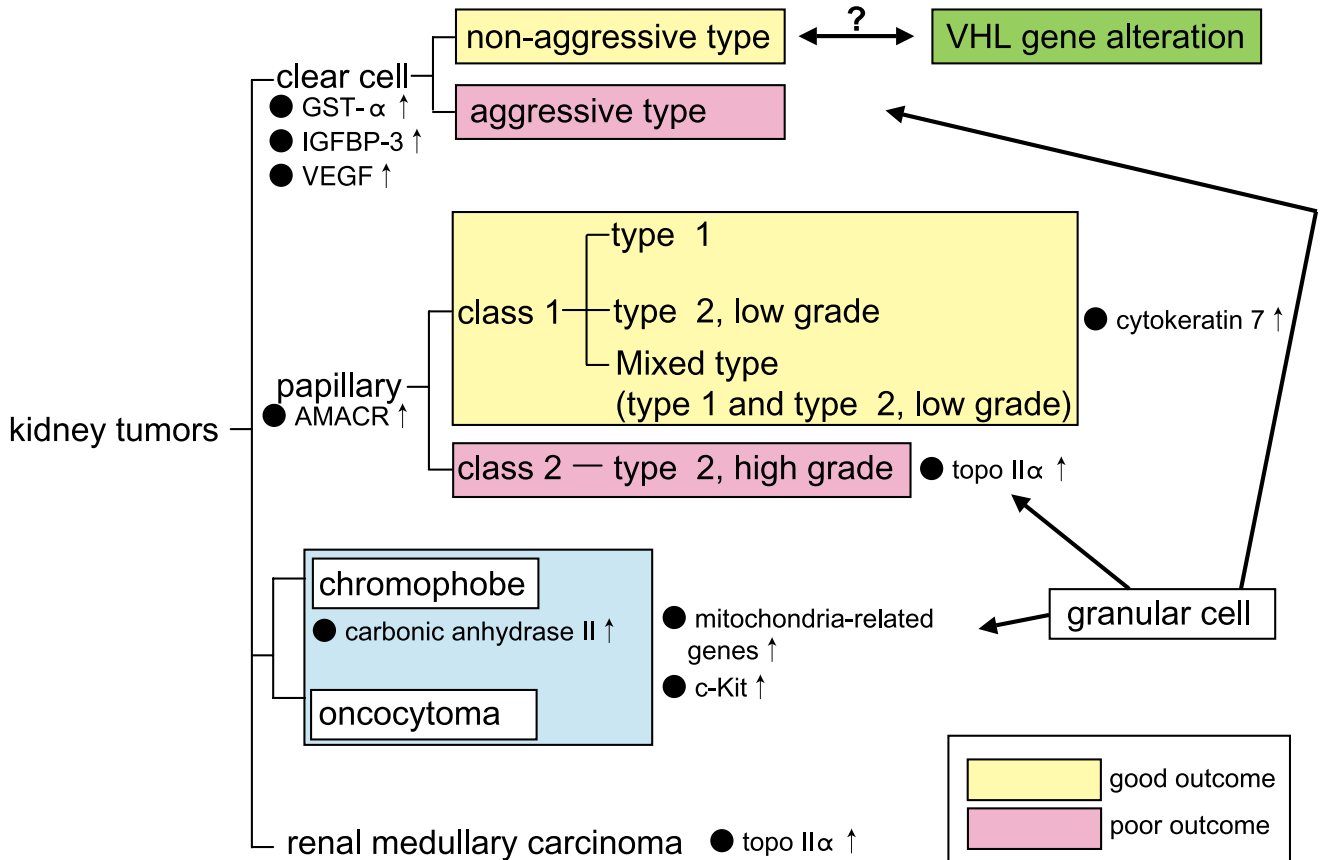 non-aggressive type
?
VHL gene alteration
clear cell
● GST-α ↑
● IGFBP-3 ↑
● VEGF ↑
aggressive type
type 1
class 1
type 2, low grade
Mixed type
(type 1 and type 2, low grade)
● cytokeratin 7 ↑
papillary
● AMACR ↑
kidney tumors
class 2 — type 2, high grade
● topo IIα ↑
chromophobe
● carbonic anhydrase II ↑
oncocytoma
● mitochondria-related
genes ↑
● c-Kit ↑
granular cell
renal medullary carcinoma
● topo IIα ↑
good outcome
poor outcome